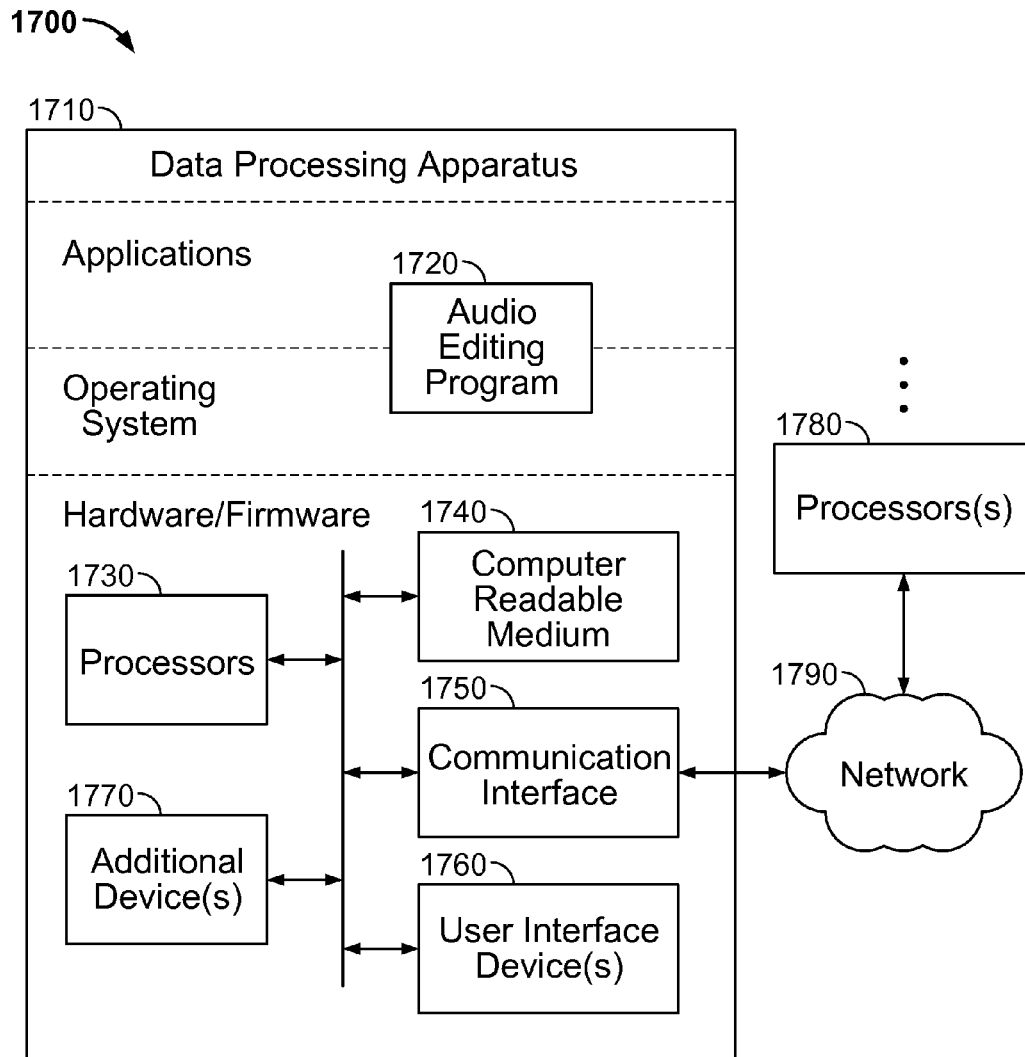 1700
1710
Data Processing Apparatus
Applications
1720
Audio
Editing
Program
Operating
System
1780
Processors(s)
Hardware/Firmware
1740
Computer
Readable
Medium
1730
Processors
1750
Communication
Interface
1790
Network
1770
Additional
Device(s)
1760
User Interface
Device(s)